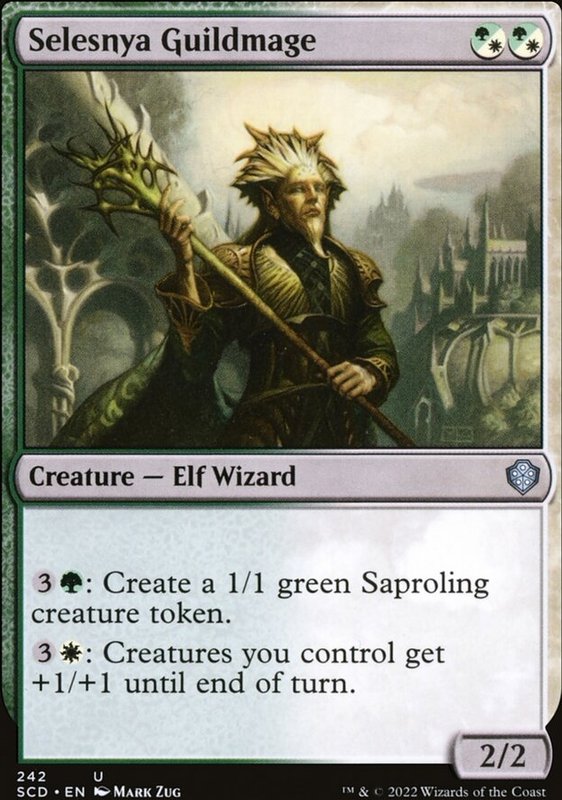 Selesnya Guildmage
Creature — Elf Wizard
3: Create a 1/1 green Saproling
creature token.
3: Creatures you control get
+1/+1 until end of turn.
2/2
242 U
SCD • EN Mark Zug
™ & © 2022 Wizards of the Coast